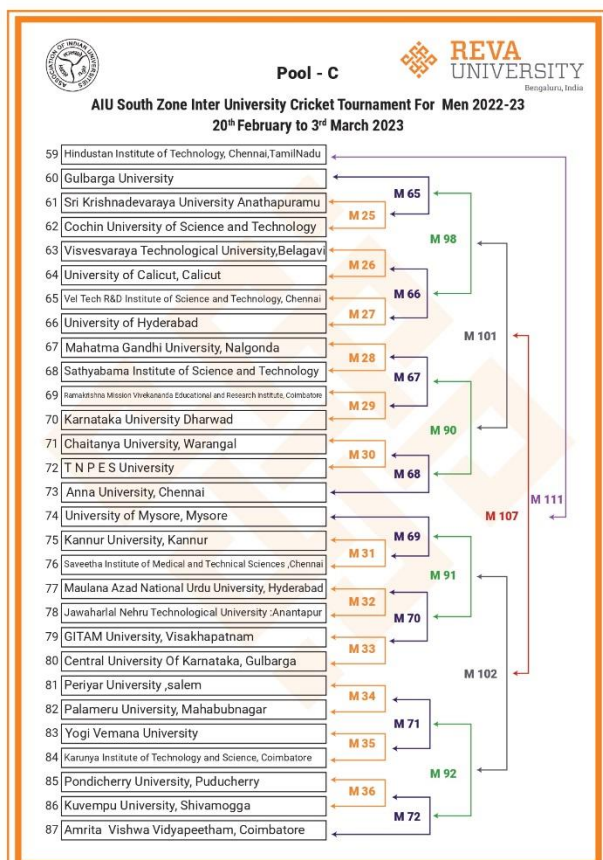 ASSOCIATION OF INDIAN UNIVERSITIES
REVA
UNIVERSITY
Bengaluru, India
Pool - C
AIU South Zone Inter University Cricket Tournament For Men 2022-23
20th February to 3rd March 2023
59 Hindustan Institute of Technology, Chennai,TamilNadu
60 Gulbarga University
M 65
61 Sri Krishnadevaraya University Anathapuramu
M 25
62 Cochin University of Science and Technology
M 98
63 Visvesvaraya Technological University,Belagavi
M 26
64 University of Calicut, Calicut
M 66
65 Vel Tech R&D Institute of Science and Technology, Chennai
M 27
66 University of Hyderabad
M 101
67 Mahatma Gandhi University, Nalgonda
M 28
68 Sathyabama Institute of Science and Technology
M 67
69 Ramakrishna Mission Vivekananda Educational and Research Institute, Coimbatore
M 29
70 Karnataka University Dharwad
M 90
71 Chaitanya University, Warangal
M 30
72 T N P E S University
M 68
73 Anna University, Chennai
M 111
74 University of Mysore, Mysore
M 107
75 Kannur University, Kannur
M 69
M 31
76 Saveetha Institute of Medical and Technical Sciences ,Chennai
M 91
77 Maulana Azad National Urdu University, Hyderabad
M 32
78 Jawaharlal Nehru Technological University :Anantapur
M 70
79 GITAM University, Visakhapatnam
M 33
80 Central University Of Karnataka, Gulbarga
M 102
81 Periyar University ,salem
M 34
82 Palameru University, Mahabubnagar
M 71
83 Yogi Vemana University
M 35
84 Karunya Institute of Technology and Science, Coimbatore
M 92
85 Pondicherry University, Puducherry
M 36
86 Kuvempu University, Shivamogga
M 72
87 Amrita Vishwa Vidyapeetham, Coimbatore